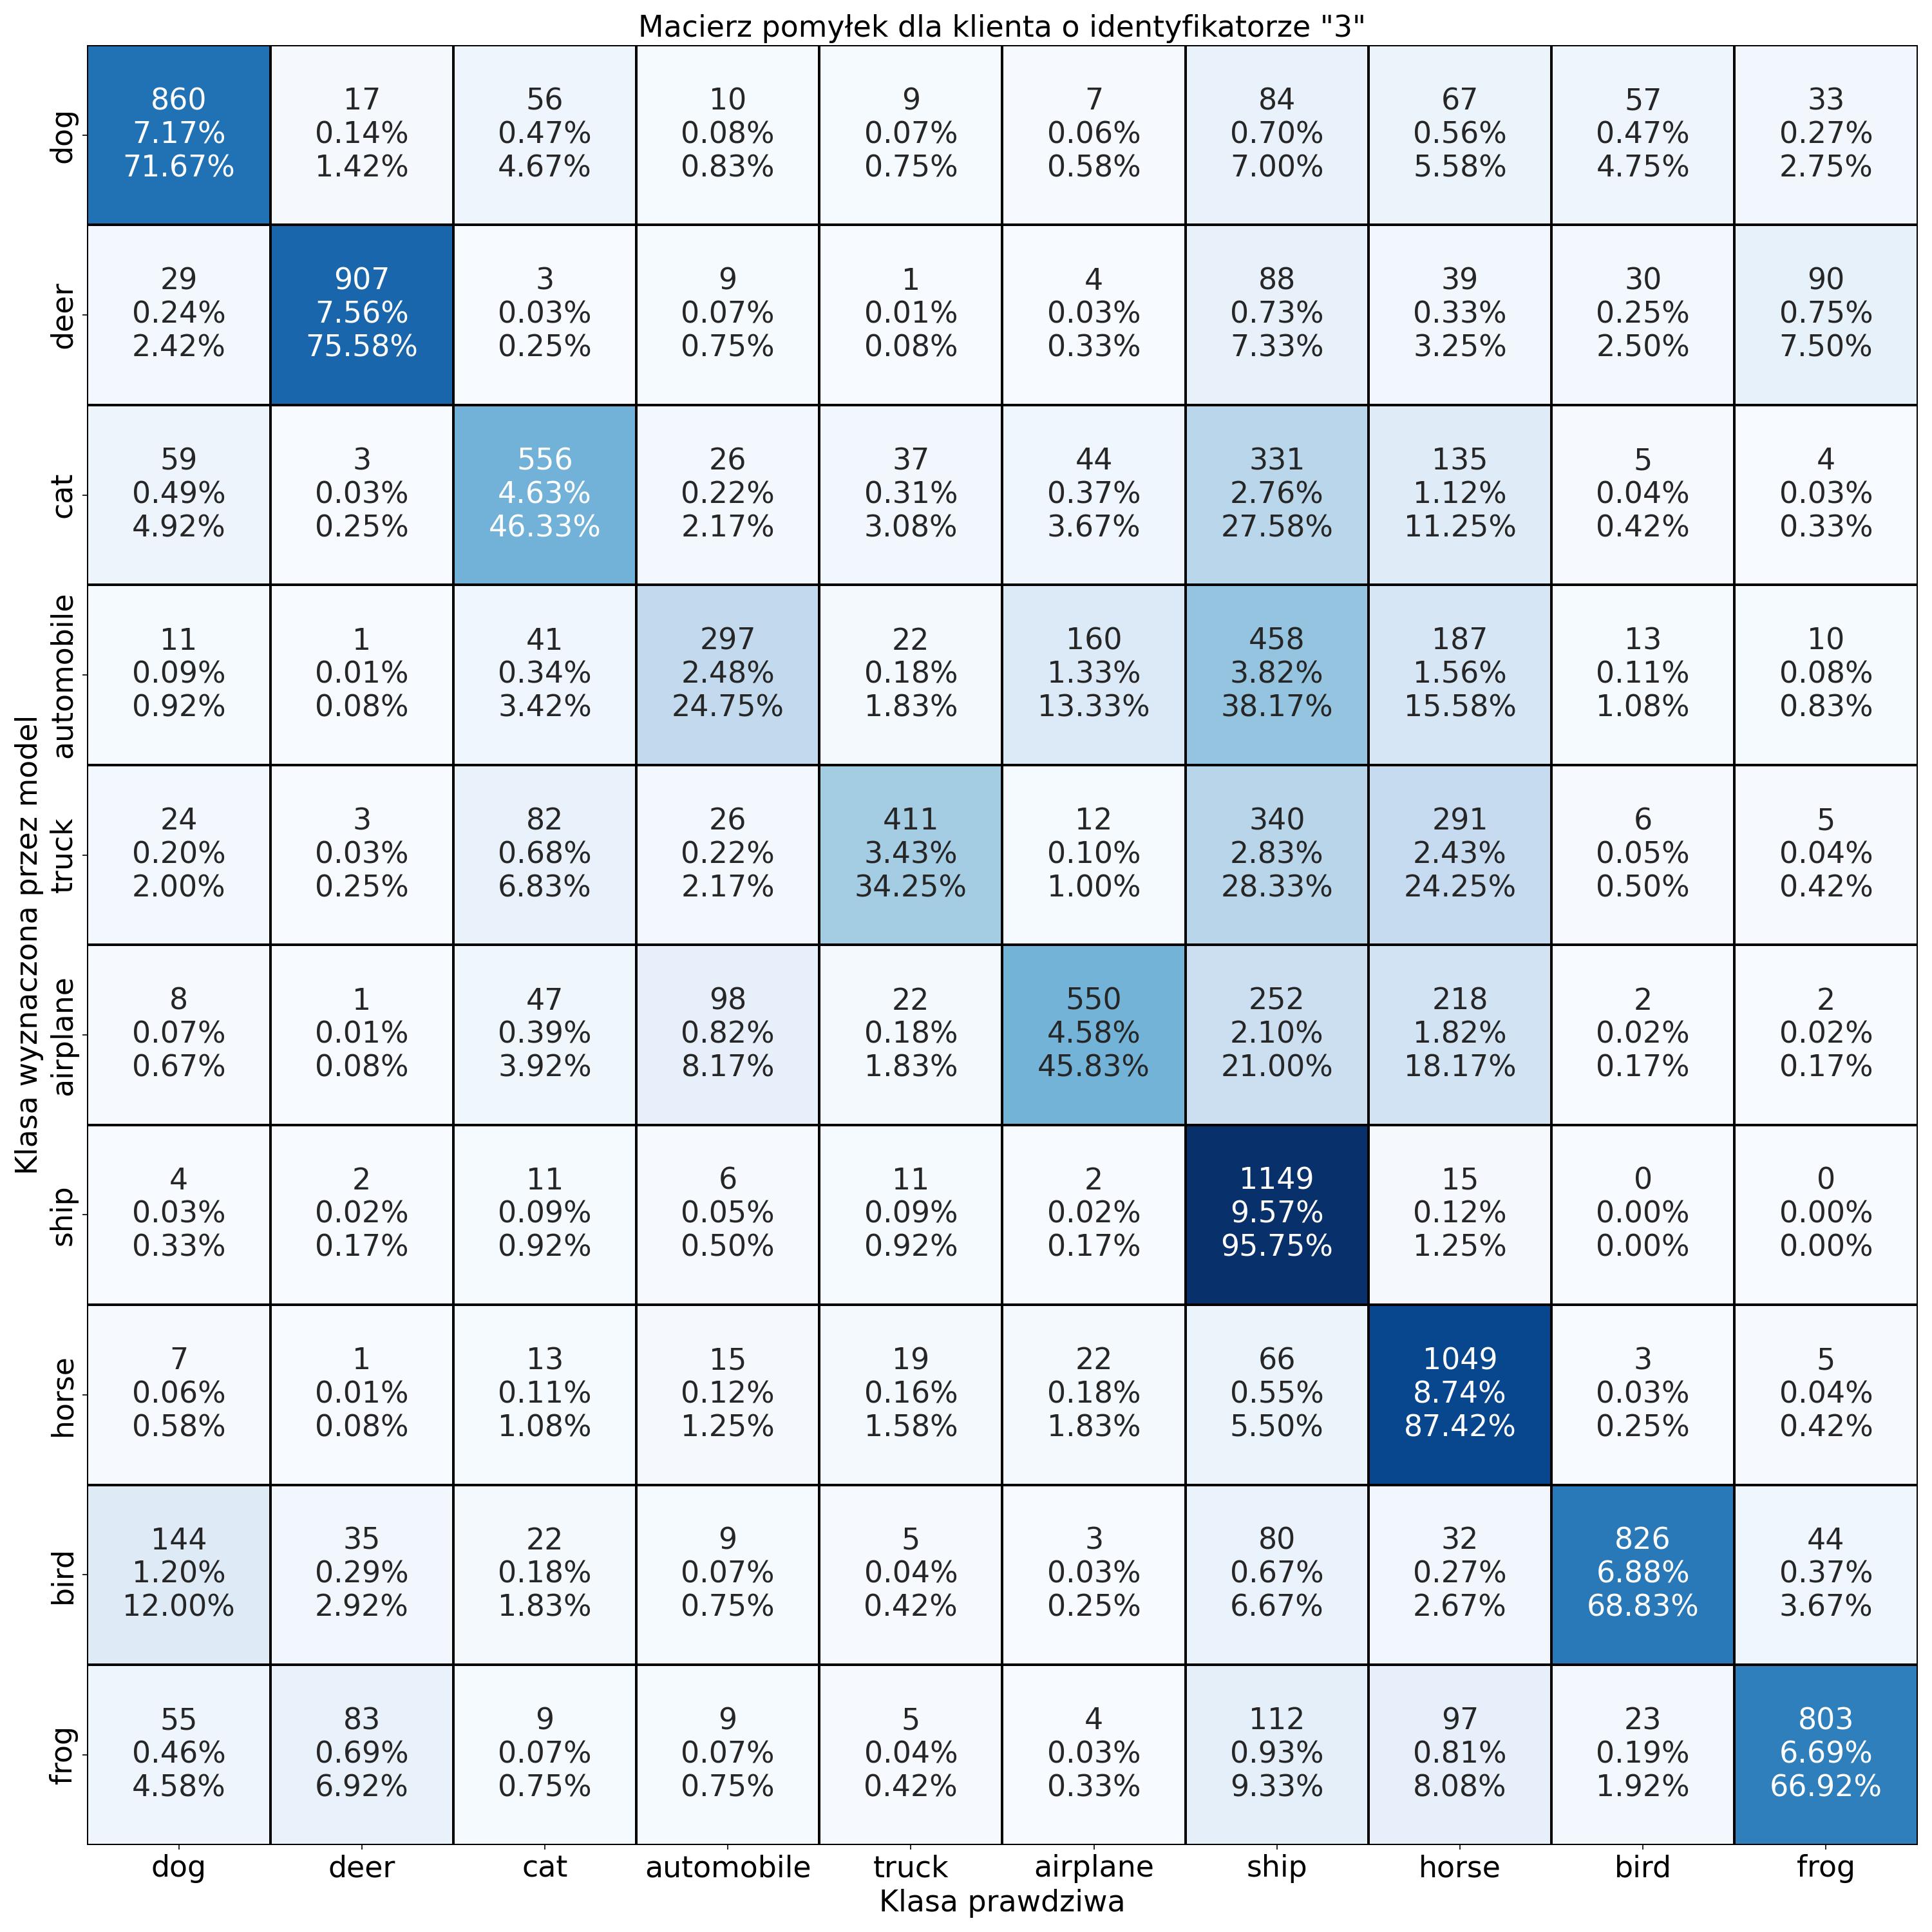 Macierz pomyłek dla klienta o identyfikatorze "3"
Klasa wyznaczona przez model
dog
860 17 56 10 9 7 84 67 57 33
7.17% 0.14% 0.47% 0.08% 0.07% 0.06% 0.70% 0.56% 0.47% 0.27%
71.67% 1.42% 4.67% 0.83% 0.75% 0.58% 7.00% 5.58% 4.75% 2.75%
deer
29 907 3 9 1 4 88 39 30 90
0.24% 7.56% 0.03% 0.07% 0.01% 0.03% 0.73% 0.33% 0.25% 0.75%
2.42% 75.58% 0.25% 0.75% 0.08% 0.33% 7.33% 3.25% 2.50% 7.50%
cat
59 3 556 26 37 44 331 135 5 4
0.49% 0.03% 4.63% 0.22% 0.31% 0.37% 2.76% 1.12% 0.04% 0.03%
4.92% 0.25% 46.33% 2.17% 3.08% 3.67% 27.58% 11.25% 0.42% 0.33%
automobile
11 1 41 297 22 160 458 187 13 10
0.09% 0.01% 0.34% 2.48% 0.18% 1.33% 3.82% 1.56% 0.11% 0.08%
0.92% 0.08% 3.42% 24.75% 1.83% 13.33% 38.17% 15.58% 1.08% 0.83%
truck
24 3 82 26 411 12 340 291 6 5
0.20% 0.03% 0.68% 0.22% 3.43% 0.10% 2.83% 2.43% 0.05% 0.04%
2.00% 0.25% 6.83% 2.17% 34.25% 1.00% 28.33% 24.25% 0.50% 0.42%
airplane
8 1 47 98 22 550 252 218 2 2
0.07% 0.01% 0.39% 0.82% 0.18% 4.58% 2.10% 1.82% 0.02% 0.02%
0.67% 0.08% 3.92% 8.17% 1.83% 45.83% 21.00% 18.17% 0.17% 0.17%
ship
4 2 11 6 11 2 1149 15 0 0
0.03% 0.02% 0.09% 0.05% 0.09% 0.02% 9.57% 0.12% 0.00% 0.00%
0.33% 0.17% 0.92% 0.50% 0.92% 0.17% 95.75% 1.25% 0.00% 0.00%
horse
7 1 13 15 19 22 66 1049 3 5
0.06% 0.01% 0.11% 0.12% 0.16% 0.18% 0.55% 8.74% 0.03% 0.04%
0.58% 0.08% 1.08% 1.25% 1.58% 1.83% 5.50% 87.42% 0.25% 0.42%
bird
144 35 22 9 5 3 80 32 826 44
1.20% 0.29% 0.18% 0.07% 0.04% 0.03% 0.67% 0.27% 6.88% 0.37%
12.00% 2.92% 1.83% 0.75% 0.42% 0.25% 6.67% 2.67% 68.83% 3.67%
frog
55 83 9 9 5 4 112 97 23 803
0.46% 0.69% 0.07% 0.07% 0.04% 0.03% 0.93% 0.81% 0.19% 6.69%
4.58% 6.92% 0.75% 0.75% 0.42% 0.33% 9.33% 8.08% 1.92% 66.92%
dog deer cat automobile truck airplane ship horse bird frog
Klasa prawdziwa